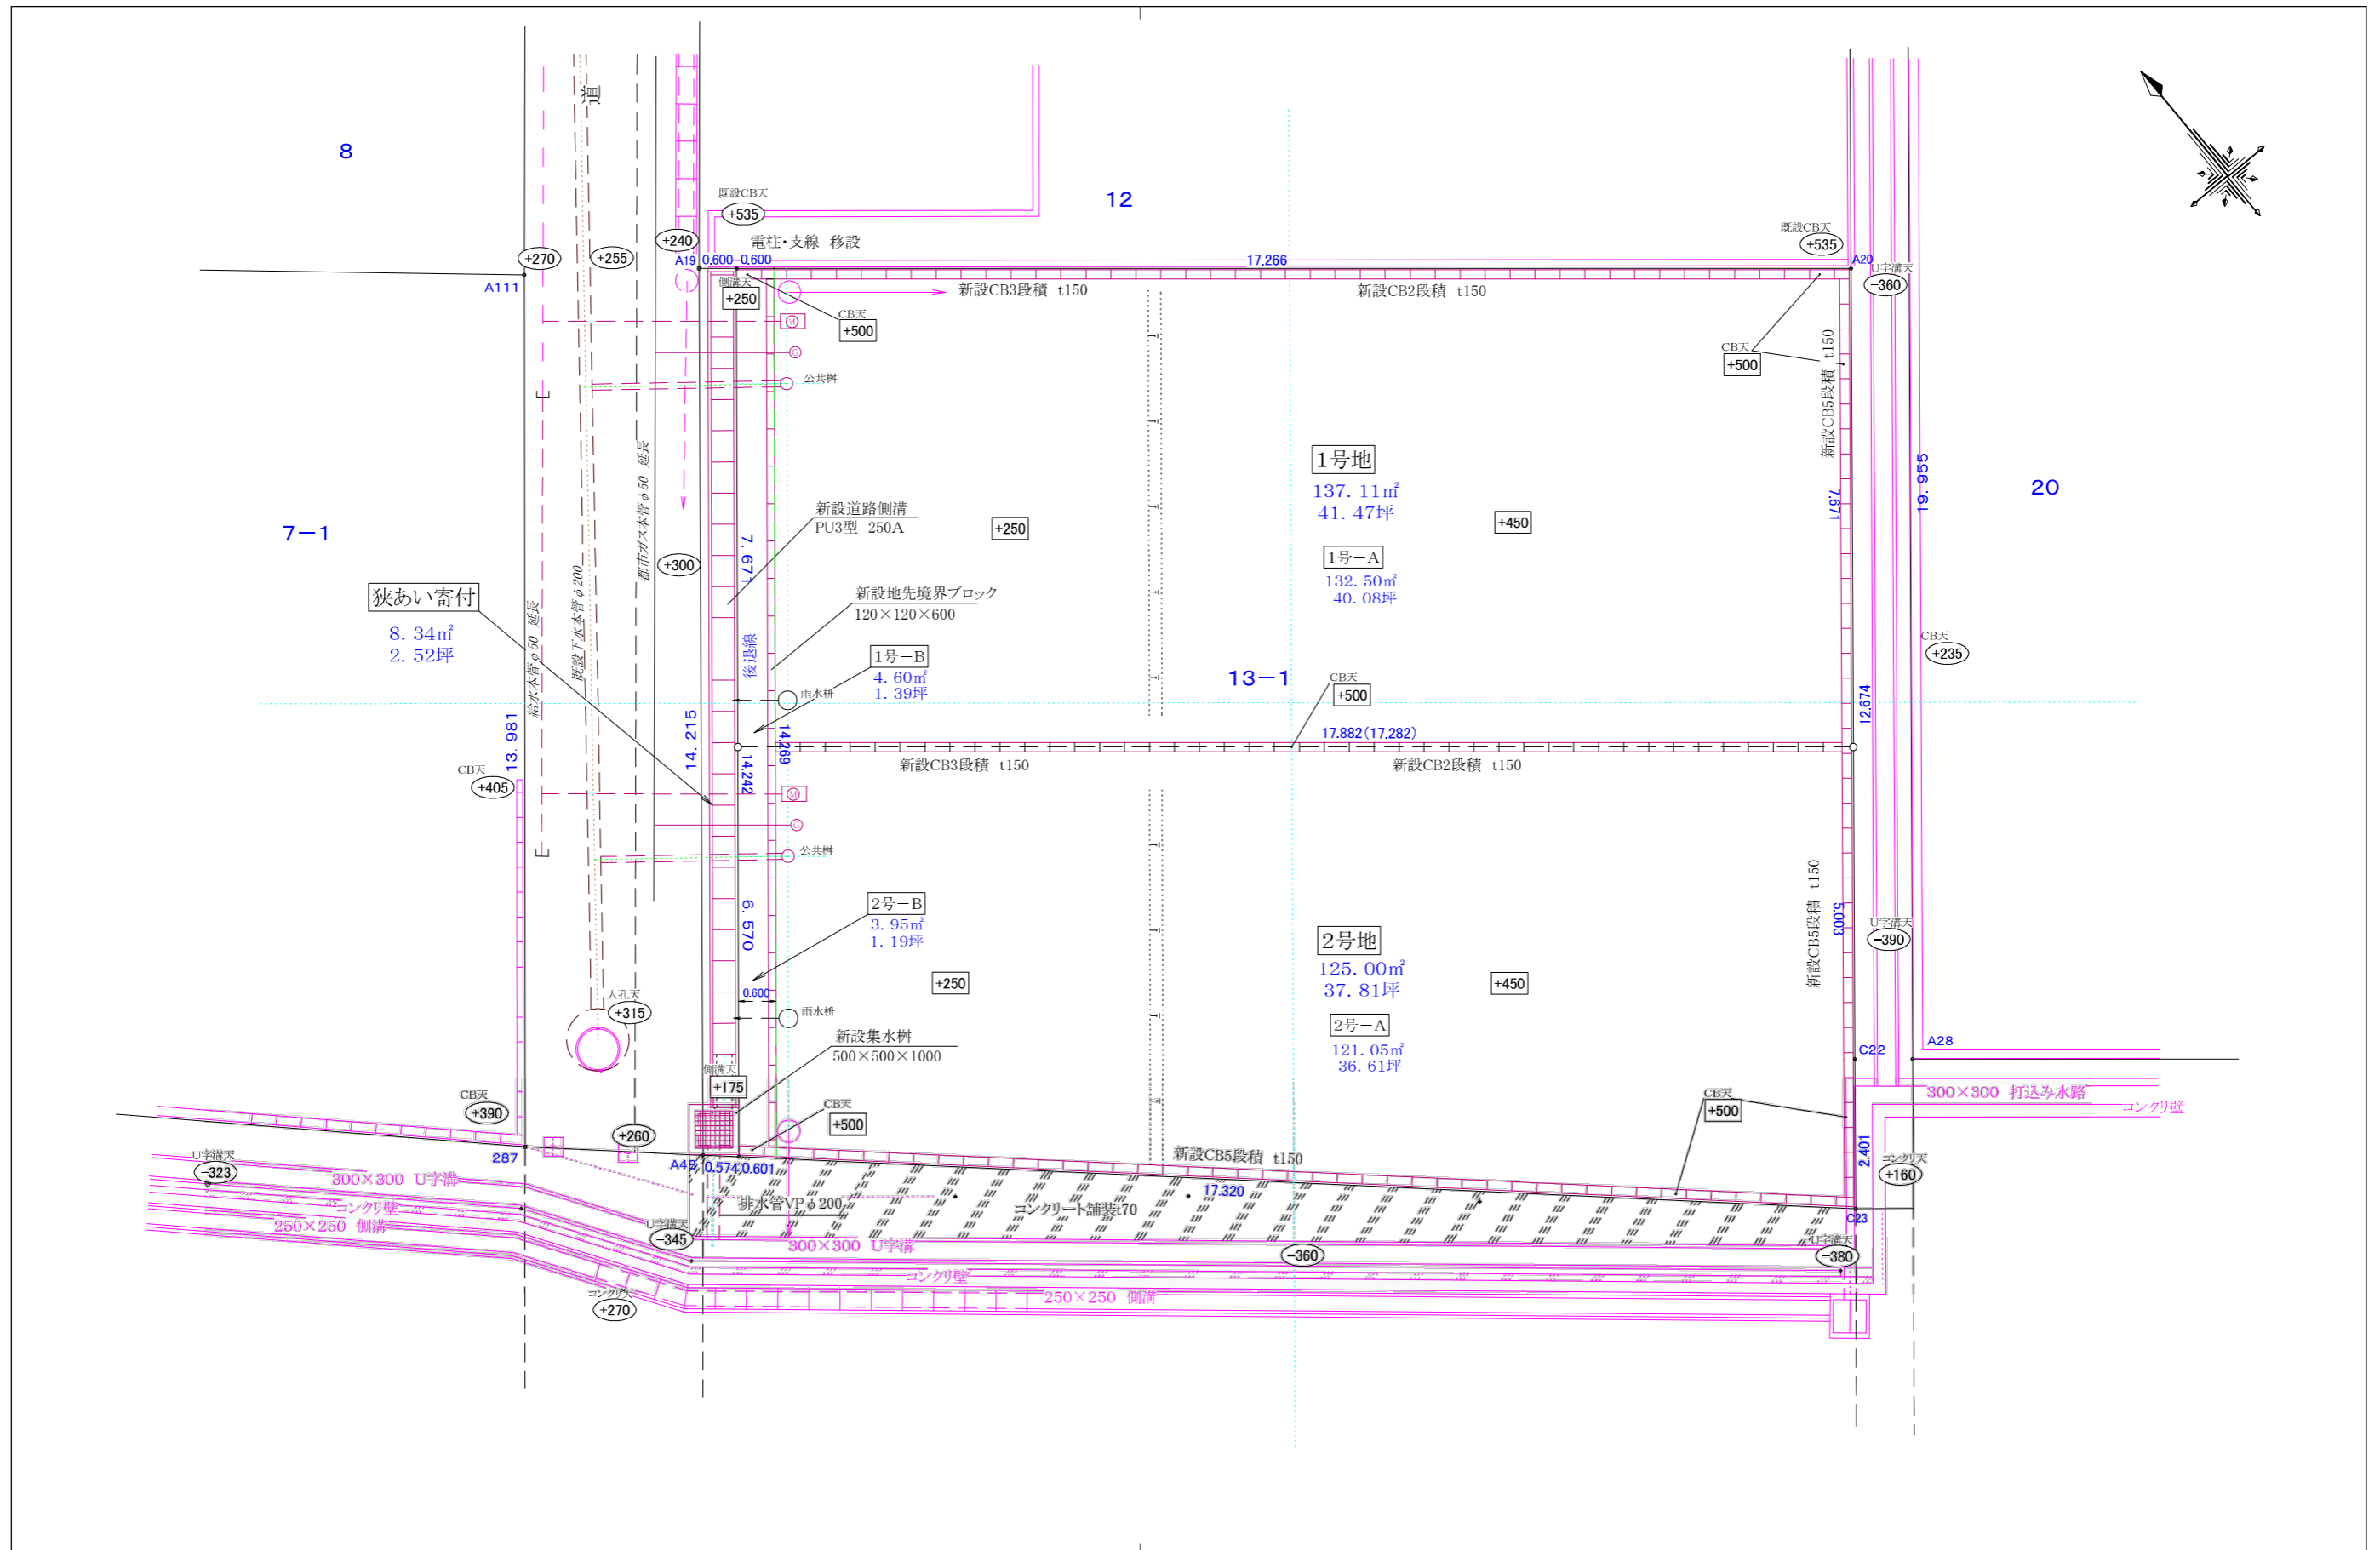 道
8
12
既設CB天
+535
電柱・支線 移設
既設CB天
+535
+270
+255
+240
A19
0.600
0.600
17.266
A20
U字溝天
-360
A111
側溝天
+250
新設CB3段積 t150
新設CB2段積 t150
CB天
+500
M
G
公共桝
CB天
+500
新設CB5段積 t150
都市ガス本管φ50 延長
1号地
137.11㎡
41.47坪
7.671
19.955
20
7-1
新設道路側溝
PU3型 250A
+250
+450
7.671
+300
1号-A
132.50㎡
40.08坪
既設下水本管φ200
狭あい寄付
8.34㎡
2.52坪
新設地先境界ブロック
120×120×600
給水本管φ50 延長
後退線
1号-B
4.60㎡
1.39坪
CB天
+235
13-1
CB天
+500
雨水桝
13.981
14.215
14.269
12.674
17.882(17.282)
14.242
新設CB3段積 t150
新設CB2段積 t150
CB天
+405
M
G
公共桝
新設CB5段積 t150
5.003
2号-B
3.95㎡
1.19坪
6.570
2号地
125.00㎡
37.81坪
U字溝天
-390
+250
+450
0.600
人孔天
+315
雨水桝
2号-A
121.05㎡
36.61坪
新設集水桝
500×500×1000
C22
A28
側溝天
+175
CB天
+500
CB天
+500
300×300 打込み水路
コンクリ壁
CB天
+390
+260
287
A45
0.574
0.601
新設CB5段積 t150
2.401
コンクリ天
+160
U字溝天
-323
300×300 U字溝
コンクリ壁
250×250 側溝
排水管VPφ200
コンクリート舗装t70
17.320
C23
U字溝天
-345
300×300 U字溝
-360
U字溝天
-380
コンクリ壁
コンクリ天
+270
250×250 側溝